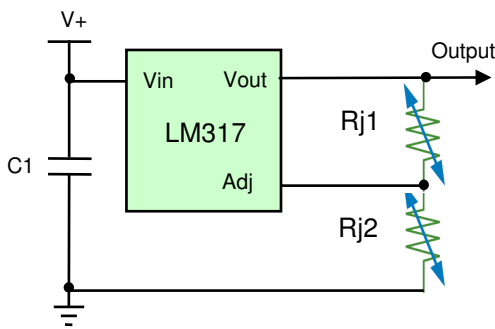 V+
Output
Vin
Vout
Rj1
LM317
C1
Adj
Rj2